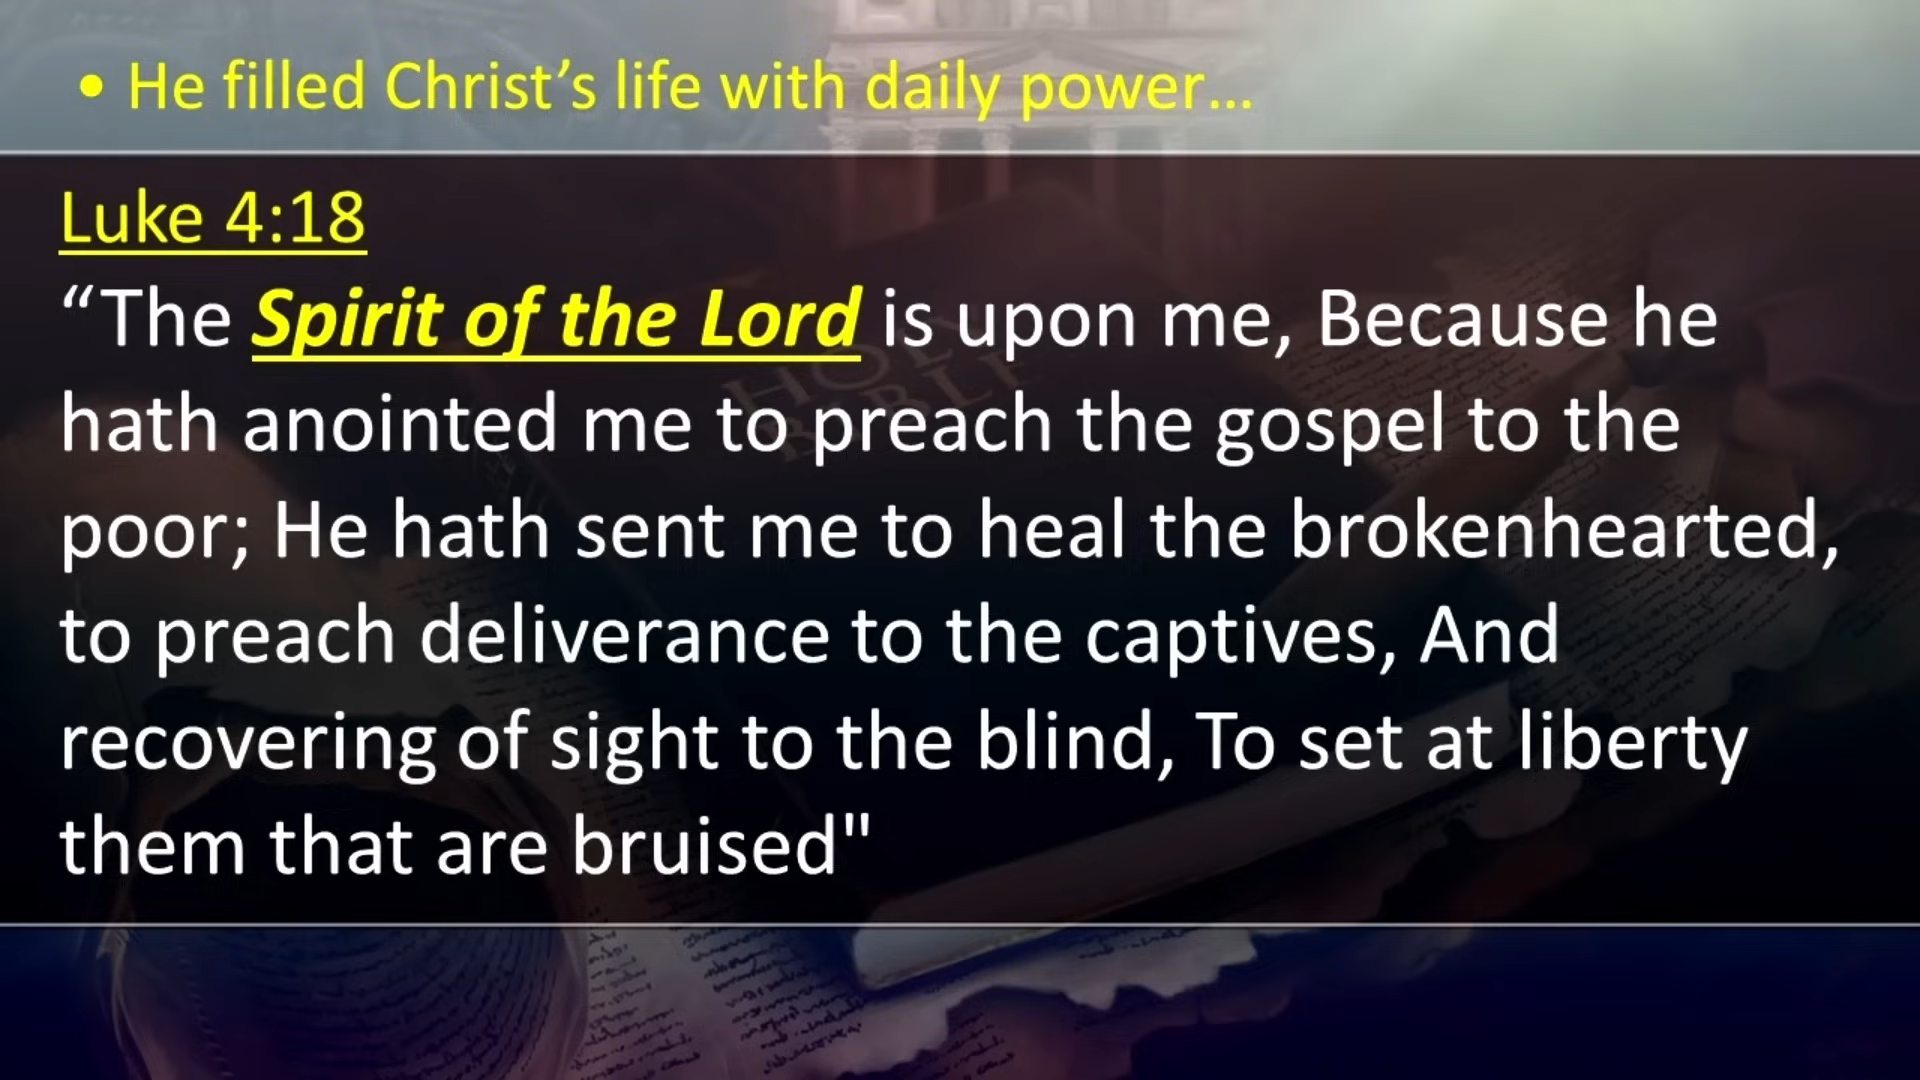 • He filled Christ’s life with daily power...
Luke 4:18
“The Spirit of the Lord is upon me, Because he
hath anointed me to preach the gospel to the
poor; He hath sent me to heal the brokenhearted,
to preach deliverance to the captives, And
recovering of sight to the blind, To set at liberty
them that are bruised"
HOLY
BIBLE